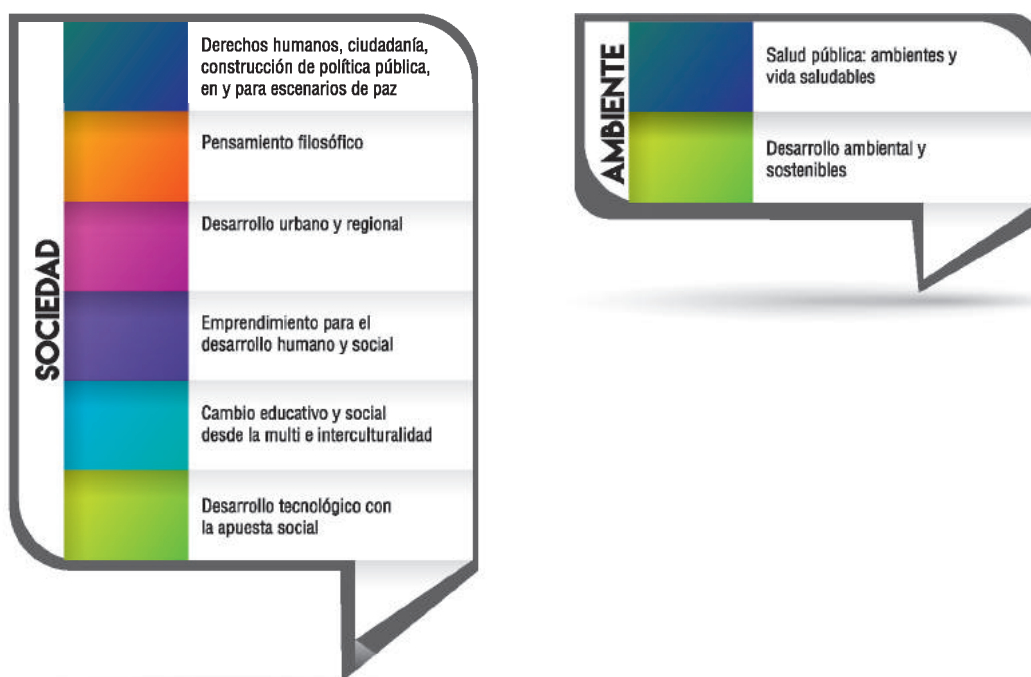 SOCIEDAD
Derechos humanos, ciudadanía,
construcción de política pública,
en y para escenarios de paz
Pensamiento filosófico
Desarrollo urbano y regional
Emprendimiento para el
desarrollo humano y social
Cambio educativo y social
desde la multi e interculturalidad
Desarrollo tecnológico con
la apuesta social
AMBIENTE
Salud pública: ambientes y
vida saludables
Desarrollo ambiental y
sostenibles